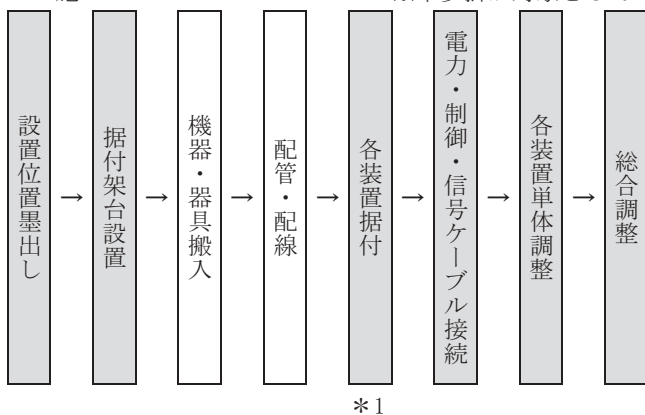 設置位置墨出し
→
据付架台設置
→
機器・器具搬入
→
配管・配線
→
各装置据付
→
電力・制御・信号ケーブル接続
→
各装置単体調整
→
総合調整
＊1